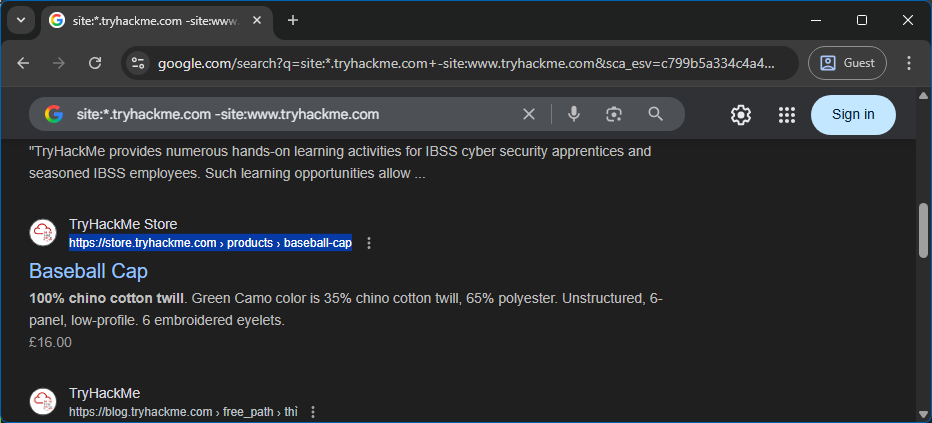 site:*.tryhackme.com -site:www.
google.com/search?q=site:*.tryhackme.com+-site:www.tryhackme.com&sca_esv=c799b5a334c4a4...
Guest
site:*.tryhackme.com -site:www.tryhackme.com
Sign in
"TryHackMe provides numerous hands-on learning activities for IBSS cyber security apprentices and
seasoned IBSS employees. Such learning opportunities allow ...
TryHackMe Store
https://store.tryhackme.com › products › baseball-cap
Baseball Cap
100% chino cotton twill. Green Camo color is 35% chino cotton twill, 65% polyester. Unstructured, 6-
panel, low-profile. 6 embroidered eyelets.
£16.00
TryHackMe
https://blog.tryhackme.com › free_path › thi